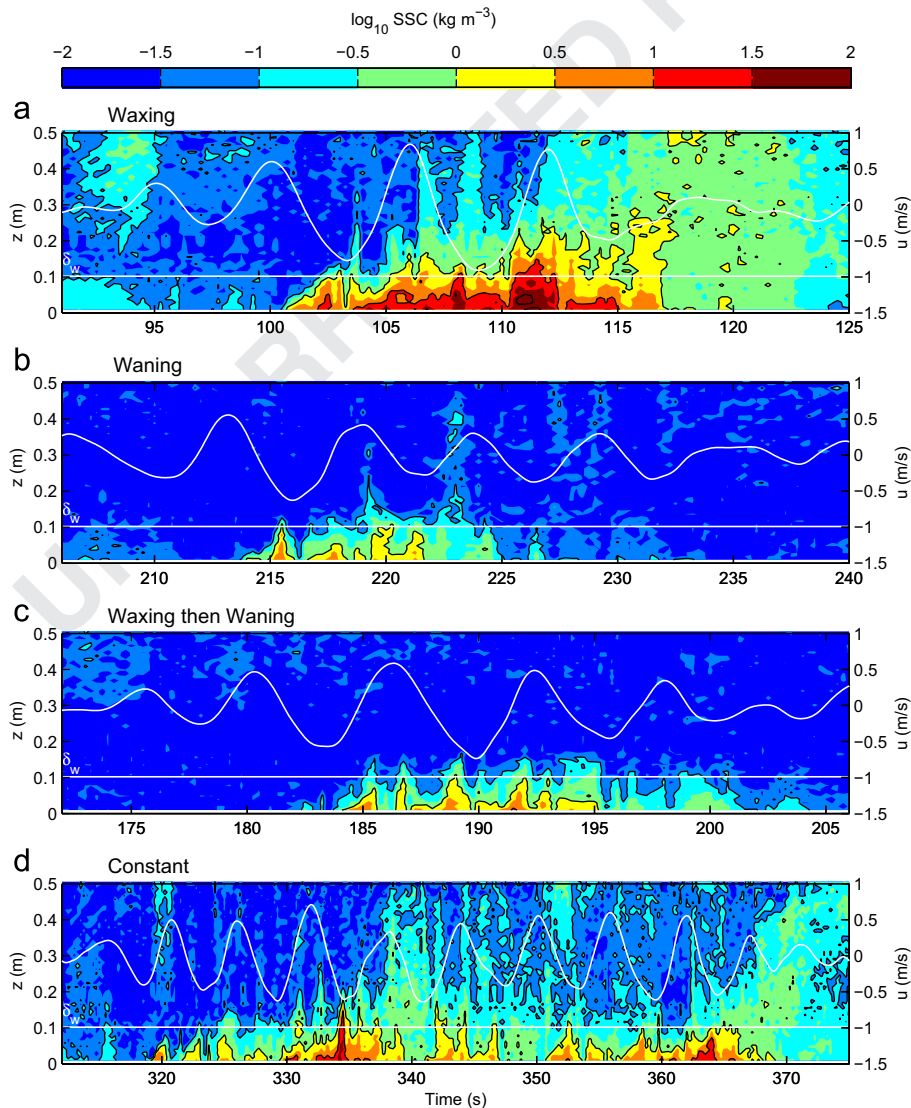 log10 SSC (kg m−3)
−2 −1.5 −1 −0.5 0 0.5 1 1.5 2
a Waxing
0.5 0.4 0.3 0.2 0.1 0
z (m)
δw
1 0.5 0 −0.5 −1 −1.5
u (m/s)
95 100 105 110 115 120 125
b Waning
0.5 0.4 0.3 0.2 0.1 0
z (m)
δw
1 0.5 0 −0.5 −1 −1.5
u (m/s)
210 215 220 225 230 235 240
c Waxing then Waning
0.5 0.4 0.3 0.2 0.1 0
z (m)
δw
1 0.5 0 −0.5 −1 −1.5
u (m/s)
175 180 185 190 195 200 205
d Constant
0.5 0.4 0.3 0.2 0.1 0
z (m)
δw
1 0.5 0 −0.5 −1 −1.5
u (m/s)
320 330 340 350 360 370
Time (s)